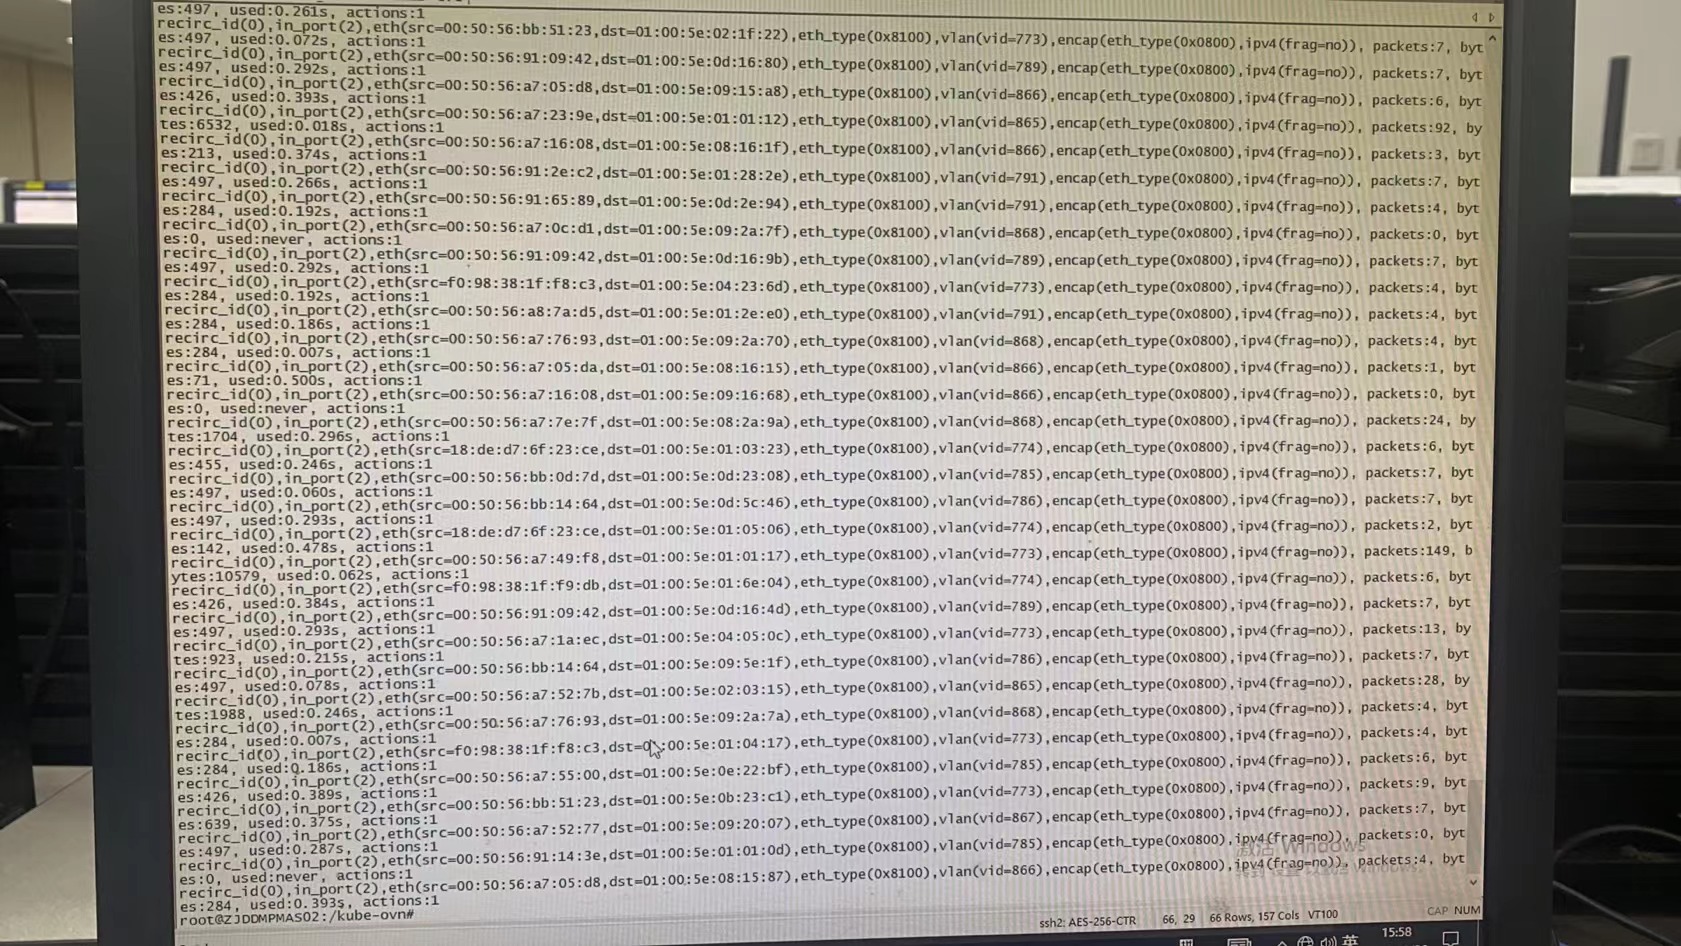 es:497, used:0.261s, actions:1
recirc_id(0),in_port(2),eth(src=00:50:56:bb:51:23,dst=01:00:5e:02:1f:22),eth_type(0x8100),vlan(vid=773),encap(eth_type(0x0800),ipv4(frag=no)), packets:7, byt
es:497, used:0.072s, actions:1
recirc_id(0),in_port(2),eth(src=00:50:56:91:09:42,dst=01:00:5e:0d:16:80),eth_type(0x8100),vlan(vid=789),encap(eth_type(0x0800),ipv4(frag=no)), packets:7, byt
es:497, used:0.292s, actions:1
recirc_id(0),in_port(2),eth(src=00:50:56:a7:05:d8,dst=01:00:5e:09:15:a8),eth_type(0x8100),vlan(vid=866),encap(eth_type(0x0800),ipv4(frag=no)), packets:6, byt
es:426, used:0.393s, actions:1
recirc_id(0),in_port(2),eth(src=00:50:56:a7:23:9e,dst=01:00:5e:01:01:12),eth_type(0x8100),vlan(vid=865),encap(eth_type(0x0800),ipv4(frag=no)), packets:92, by
tes:6532, used:0.018s, actions:1
recirc_id(0),in_port(2),eth(src=00:50:56:a7:16:08,dst=01:00:5e:08:16:1f),eth_type(0x8100),vlan(vid=866),encap(eth_type(0x0800),ipv4(frag=no)), packets:3, byt
es:213, used:0.374s, actions:1
recirc_id(0),in_port(2),eth(src=00:50:56:91:2e:c2,dst=01:00:5e:01:28:2e),eth_type(0x8100),vlan(vid=791),encap(eth_type(0x0800),ipv4(frag=no)), packets:7, byt
es:497, used:0.266s, actions:1
recirc_id(0),in_port(2),eth(src=00:50:56:91:65:89,dst=01:00:5e:0d:2e:94),eth_type(0x8100),vlan(vid=791),encap(eth_type(0x0800),ipv4(frag=no)), packets:4, byt
es:284, used:0.192s, actions:1
recirc_id(0),in_port(2),eth(src=00:50:56:a7:0c:d1,dst=01:00:5e:09:2a:7f),eth_type(0x8100),vlan(vid=868),encap(eth_type(0x0800),ipv4(frag=no)), packets:0, byt
es:0, used:never, actions:1
recirc_id(0),in_port(2),eth(src=00:50:56:91:09:42,dst=01:00:5e:0d:16:9b),eth_type(0x8100),vlan(vid=789),encap(eth_type(0x0800),ipv4(frag=no)), packets:7, byt
es:497, used:0.292s, actions:1
recirc_id(0),in_port(2),eth(src=f0:98:38:1f:f8:c3,dst=01:00:5e:04:23:6d),eth_type(0x8100),vlan(vid=773),encap(eth_type(0x0800),ipv4(frag=no)), packets:4, byt
es:284, used:0.192s, actions:1
recirc_id(0),in_port(2),eth(src=00:50:56:a8:7a:d5,dst=01:00:5e:01:2e:e0),eth_type(0x8100),vlan(vid=791),encap(eth_type(0x0800),ipv4(frag=no)), packets:4, byt
es:284, used:0.186s, actions:1
recirc_id(0),in_port(2),eth(src=00:50:56:a7:76:93,dst=01:00:5e:09:2a:70),eth_type(0x8100),vlan(vid=868),encap(eth_type(0x0800),ipv4(frag=no)), packets:4, byt
es:284, used:0.007s, actions:1
recirc_id(0),in_port(2),eth(src=00:50:56:a7:05:da,dst=01:00:5e:08:16:15),eth_type(0x8100),vlan(vid=866),encap(eth_type(0x0800),ipv4(frag=no)), packets:1, byt
es:71, used:0.500s, actions:1
recirc_id(0),in_port(2),eth(src=00:50:56:a7:16:08,dst=01:00:5e:09:16:68),eth_type(0x8100),vlan(vid=866),encap(eth_type(0x0800),ipv4(frag=no)), packets:0, byt
es:0, used:never, actions:1
recirc_id(0),in_port(2),eth(src=00:50:56:a7:7e:7f,dst=01:00:5e:08:2a:9a),eth_type(0x8100),vlan(vid=868),encap(eth_type(0x0800),ipv4(frag=no)), packets:24, by
tes:1704, used:0.296s, actions:1
recirc_id(0),in_port(2),eth(src=18:de:d7:6f:23:ce,dst=01:00:5e:01:03:23),eth_type(0x8100),vlan(vid=774),encap(eth_type(0x0800),ipv4(frag=no)), packets:6, byt
es:455, used:0.246s, actions:1
recirc_id(0),in_port(2),eth(src=00:50:56:bb:0d:7d,dst=01:00:5e:0d:23:08),eth_type(0x8100),vlan(vid=785),encap(eth_type(0x0800),ipv4(frag=no)), packets:7, byt
es:497, used:0.060s, actions:1
recirc_id(0),in_port(2),eth(src=00:50:56:bb:14:64,dst=01:00:5e:0d:5c:46),eth_type(0x8100),vlan(vid=786),encap(eth_type(0x0800),ipv4(frag=no)), packets:7, byt
es:497, used:0.293s, actions:1
recirc_id(0),in_port(2),eth(src=18:de:d7:6f:23:ce,dst=01:00:5e:01:05:06),eth_type(0x8100),vlan(vid=774),encap(eth_type(0x0800),ipv4(frag=no)), packets:2, byt
es:142, used:0.478s, actions:1
recirc_id(0),in_port(2),eth(src=00:50:56:a7:49:f8,dst=01:00:5e:01:01:17),eth_type(0x8100),vlan(vid=773),encap(eth_type(0x0800),ipv4(frag=no)), packets:149, b
ytes:10579, used:0.062s, actions:1
recirc_id(0),in_port(2),eth(src=f0:98:38:1f:f9:db,dst=01:00:5e:01:6e:04),eth_type(0x8100),vlan(vid=774),encap(eth_type(0x0800),ipv4(frag=no)), packets:6, byt
es:426, used:0.384s, actions:1
recirc_id(0),in_port(2),eth(src=00:50:56:91:09:42,dst=01:00:5e:0d:16:4d),eth_type(0x8100),vlan(vid=789),encap(eth_type(0x0800),ipv4(frag=no)), packets:7, byt
es:497, used:0.293s, actions:1
recirc_id(0),in_port(2),eth(src=00:50:56:a7:1a:ec,dst=01:00:5e:04:05:0c),eth_type(0x8100),vlan(vid=773),encap(eth_type(0x0800),ipv4(frag=no)), packets:13, by
tes:923, used:0.215s, actions:1
recirc_id(0),in_port(2),eth(src=00:50:56:bb:14:64,dst=01:00:5e:09:5e:1f),eth_type(0x8100),vlan(vid=786),encap(eth_type(0x0800),ipv4(frag=no)), packets:7, byt
es:497, used:0.078s, actions:1
recirc_id(0),in_port(2),eth(src=00:50:56:a7:52:7b,dst=01:00:5e:02:03:15),eth_type(0x8100),vlan(vid=865),encap(eth_type(0x0800),ipv4(frag=no)), packets:28, by
tes:1988, used:0.246s, actions:1
recirc_id(0),in_port(2),eth(src=00:50:56:a7:76:93,dst=01:00:5e:09:2a:7a),eth_type(0x8100),vlan(vid=868),encap(eth_type(0x0800),ipv4(frag=no)), packets:4, byt
es:284, used:0.007s, actions:1
recirc_id(0),in_port(2),eth(src=f0:98:38:1f:f8:c3,dst=01:00:5e:01:04:17),eth_type(0x8100),vlan(vid=773),encap(eth_type(0x0800),ipv4(frag=no)), packets:4, byt
es:284, used:0.186s, actions:1
recirc_id(0),in_port(2),eth(src=00:50:56:a7:55:00,dst=01:00:5e:0e:22:bf),eth_type(0x8100),vlan(vid=785),encap(eth_type(0x0800),ipv4(frag=no)), packets:6, byt
es:426, used:0.389s, actions:1
recirc_id(0),in_port(2),eth(src=00:50:56:bb:51:23,dst=01:00:5e:0b:23:c1),eth_type(0x8100),vlan(vid=773),encap(eth_type(0x0800),ipv4(frag=no)), packets:9, byt
es:639, used:0.375s, actions:1
recirc_id(0),in_port(2),eth(src=00:50:56:a7:52:77,dst=01:00:5e:09:20:07),eth_type(0x8100),vlan(vid=867),encap(eth_type(0x0800),ipv4(frag=no)), packets:7, byt
es:497, used:0.287s, actions:1
recirc_id(0),in_port(2),eth(src=00:50:56:91:14:3e,dst=01:00:5e:01:01:0d),eth_type(0x8100),vlan(vid=785),encap(eth_type(0x0800),ipv4(frag=no)), packets:0, byt
es:0, used:never, actions:1
recirc_id(0),in_port(2),eth(src=00:50:56:a7:05:d8,dst=01:00:5e:08:15:87),eth_type(0x8100),vlan(vid=866),encap(eth_type(0x0800),ipv4(frag=no)), packets:4, byt
es:284, used:0.393s, actions:1
root@ZJDDMPMAS02:/kube-ovn#
激活 Windows
ssh2: AES-256-CTR 66, 29 66 Rows, 157 Cols VT100 CAP NUM
英 15:58